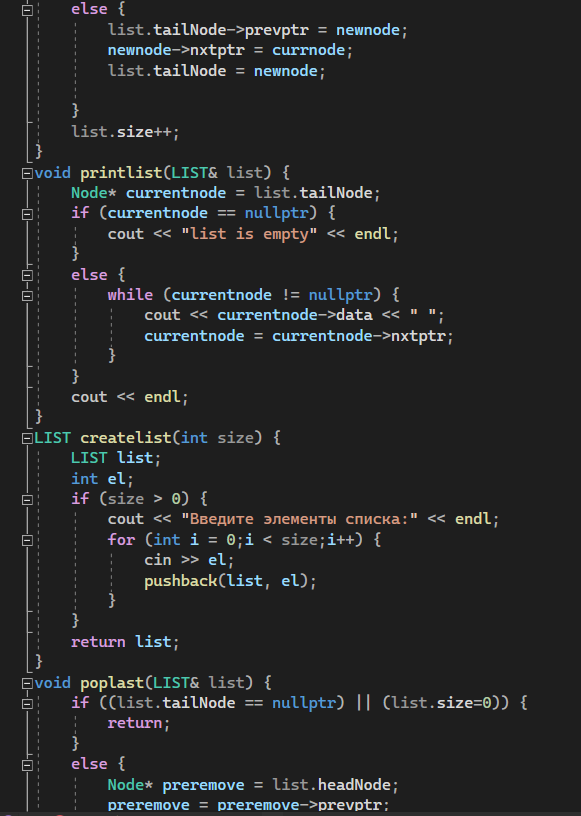 else {
list.tailNode->prevptr = newnode;
newnode->nxtptr = currnode;
list.tailNode = newnode;
}
list.size++;
}
void printlist(LIST& list) {
Node* currentnode = list.tailNode;
if (currentnode == nullptr) {
cout << "list is empty" << endl;
}
else {
while (currentnode != nullptr) {
cout << currentnode->data << " ";
currentnode = currentnode->nxtptr;
}
}
cout << endl;
}
LIST createlist(int size) {
LIST list;
int el;
if (size > 0) {
cout << "Введите элементы списка:" << endl;
for (int i = 0;i < size;i++) {
cin >> el;
pushback(list, el);
}
}
return list;
}
void poplast(LIST& list) {
if ((list.tailNode == nullptr) || (list.size=0)) {
return;
}
else {
Node* preremove = list.headNode;
preremove = preremove->prevptr;